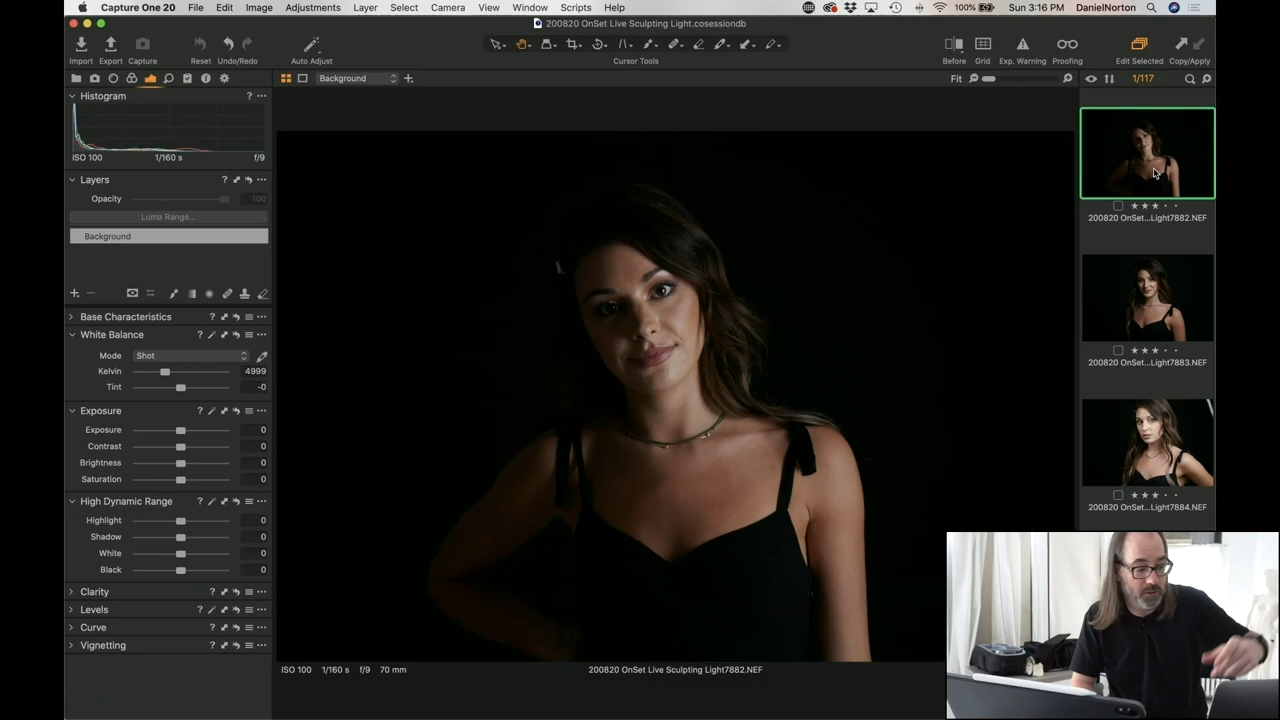 Capture One 20 File Edit Image Adjustments Layer Select Camera View Window Scripts Help 100% Sun 3:16 PM DanielNorton
200820 OnSet Live Sculpting Light.cosessiondb
Import Export Capture Reset Undo/Redo Auto Adjust Cursor Tools Before Grid Exp. Warning Proofing Edit Selected Copy/Apply
Background Fit 1/117
Histogram ? ...
ISO 100 1/160 s f/9
Layers ? ...
Opacity 100
Luma Range...
Background
Base Characteristics ? ...
White Balance ? ...
Mode Shot
Kelvin 4999
Tint -0
Exposure ? ...
Exposure 0
Contrast 0
Brightness 0
Saturation 0
High Dynamic Range ? ...
Highlight 0
Shadow 0
White 0
Black 0
Clarity ? ...
Levels ? ...
Curve ? ...
Vignetting ? ...
ISO 100 1/160 s f/9 70 mm 200820 OnSet Live Sculpting Light7882.NEF
200820 OnSet...Light7882.NEF
200820 OnSet...Light7883.NEF
200820 OnSet...Light7884.NEF